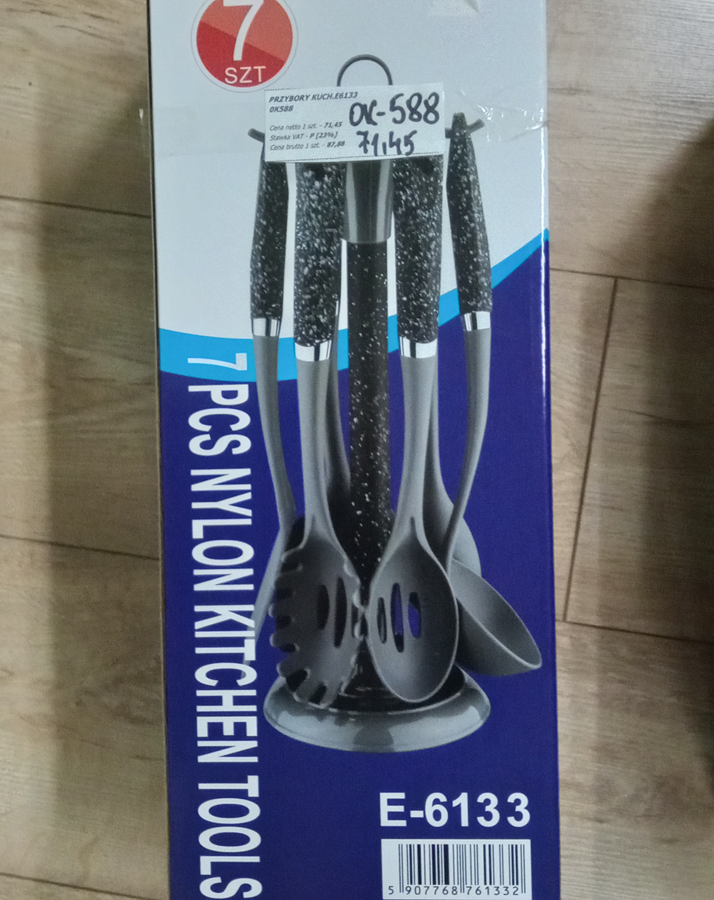 7
SZT
PRZYBORY KUCH.E6133
0K588
Cena netto 1 szt. - 71,45
Stawka VAT - P [23%]
Cena brutto 1 szt. - 87,88
OK-588
71,45
7 PCS NYLON KITCHEN TOOLS
E-6133
5 907768 761332